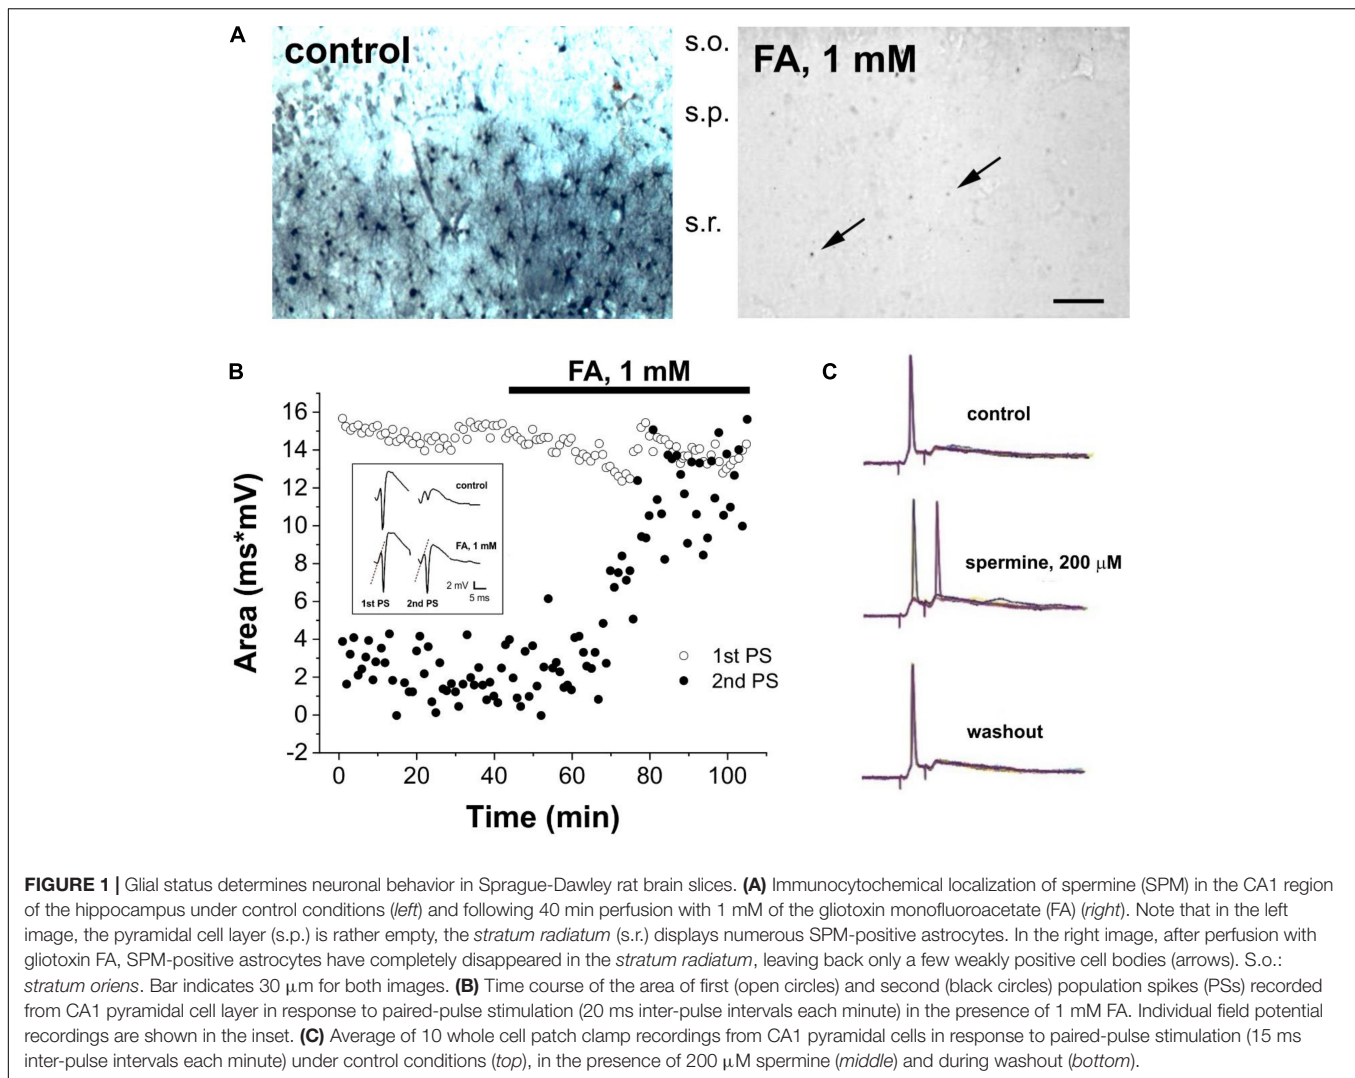 A
control
s.o.
s.p.
s.r.
FA, 1 mM
B
FA, 1 mM
16
14
12
10
8
6
4
2
0
-2
Area (ms*mV)
control
FA, 1 mM
2 mV
5 ms
1st PS
2nd PS
1st PS
2nd PS
0
20
40
60
80
100
Time (min)
C
control
spermine, 200 μM
washout
FIGURE 1 | Glial status determines neuronal behavior in Sprague-Dawley rat brain slices. (A) Immunocytochemical localization of spermine (SPM) in the CA1 region
of the hippocampus under control conditions (left) and following 40 min perfusion with 1 mM of the gliotoxin monofluoroacetate (FA) (right). Note that in the left
image, the pyramidal cell layer (s.p.) is rather empty, the stratum radiatum (s.r.) displays numerous SPM-positive astrocytes. In the right image, after perfusion with
gliotoxin FA, SPM-positive astrocytes have completely disappeared in the stratum radiatum, leaving back only a few weakly positive cell bodies (arrows). S.o.:
stratum oriens. Bar indicates 30 μm for both images. (B) Time course of the area of first (open circles) and second (black circles) population spikes (PSs) recorded
from CA1 pyramidal cell layer in response to paired-pulse stimulation (20 ms inter-pulse intervals each minute) in the presence of 1 mM FA. Individual field potential
recordings are shown in the inset. (C) Average of 10 whole cell patch clamp recordings from CA1 pyramidal cells in response to paired-pulse stimulation (15 ms
inter-pulse intervals each minute) under control conditions (top), in the presence of 200 μM spermine (middle) and during washout (bottom).